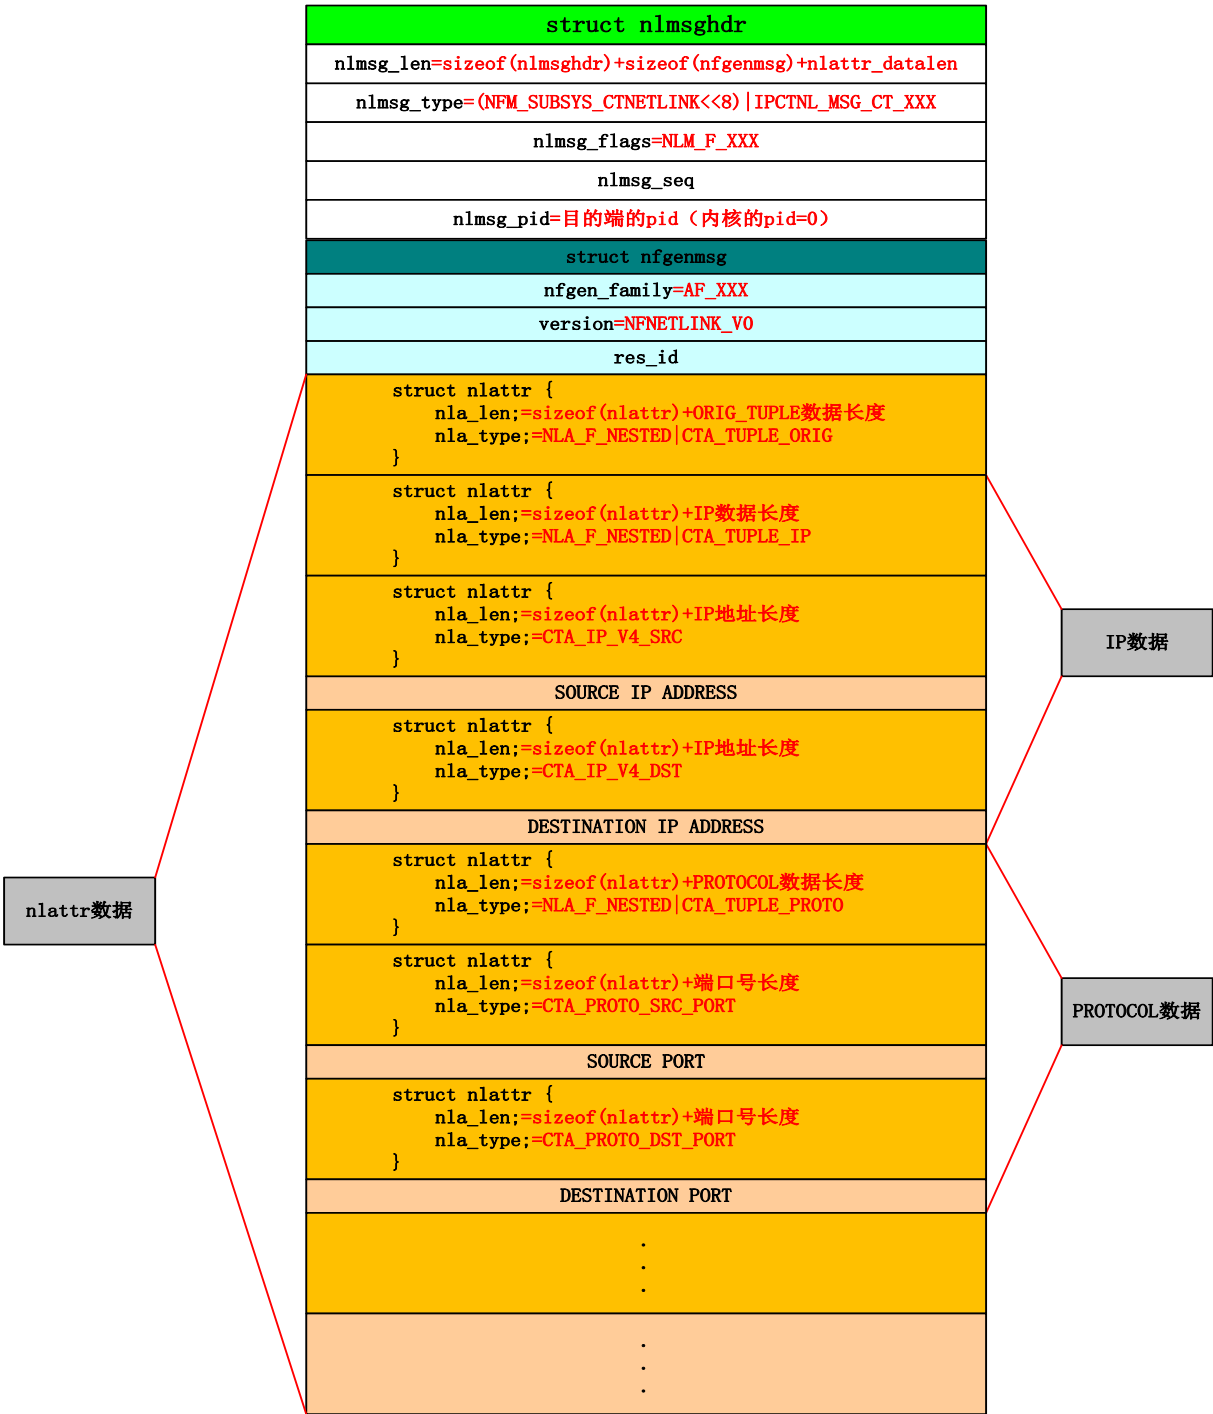 struct nlmsghdr
nlmsg_len=sizeof(nlmsghdr)+sizeof(nfgenmsg)+nlattr_datalen
nlmsg_type=(NFM_SUBSYS_CTNETLINK<<8)|IPCTNL_MSG_CT_XXX
nlmsg_flags=NLM_F_XXX
nlmsg_seq
nlmsg_pid=目的端的pid（内核的pid=0）
struct nfgenmsg
nfgen_family=AF_XXX
version=NFNETLINK_V0
res_id
struct nlattr {
nla_len;=sizeof(nlattr)+ORIG_TUPLE数据长度
nla_type;=NLA_F_NESTED|CTA_TUPLE_ORIG
}
struct nlattr {
nla_len;=sizeof(nlattr)+IP数据长度
nla_type;=NLA_F_NESTED|CTA_TUPLE_IP
}
struct nlattr {
nla_len;=sizeof(nlattr)+IP地址长度
nla_type;=CTA_IP_V4_SRC
}
IP数据
SOURCE IP ADDRESS
struct nlattr {
nla_len;=sizeof(nlattr)+IP地址长度
nla_type;=CTA_IP_V4_DST
}
DESTINATION IP ADDRESS
struct nlattr {
nla_len;=sizeof(nlattr)+PROTOCOL数据长度
nla_type;=NLA_F_NESTED|CTA_TUPLE_PROTO
}
nlattr数据
struct nlattr {
nla_len;=sizeof(nlattr)+端口号长度
nla_type;=CTA_PROTO_SRC_PORT
}
PROTOCOL数据
SOURCE PORT
struct nlattr {
nla_len;=sizeof(nlattr)+端口号长度
nla_type;=CTA_PROTO_DST_PORT
}
DESTINATION PORT
.
.
.
.
.
.